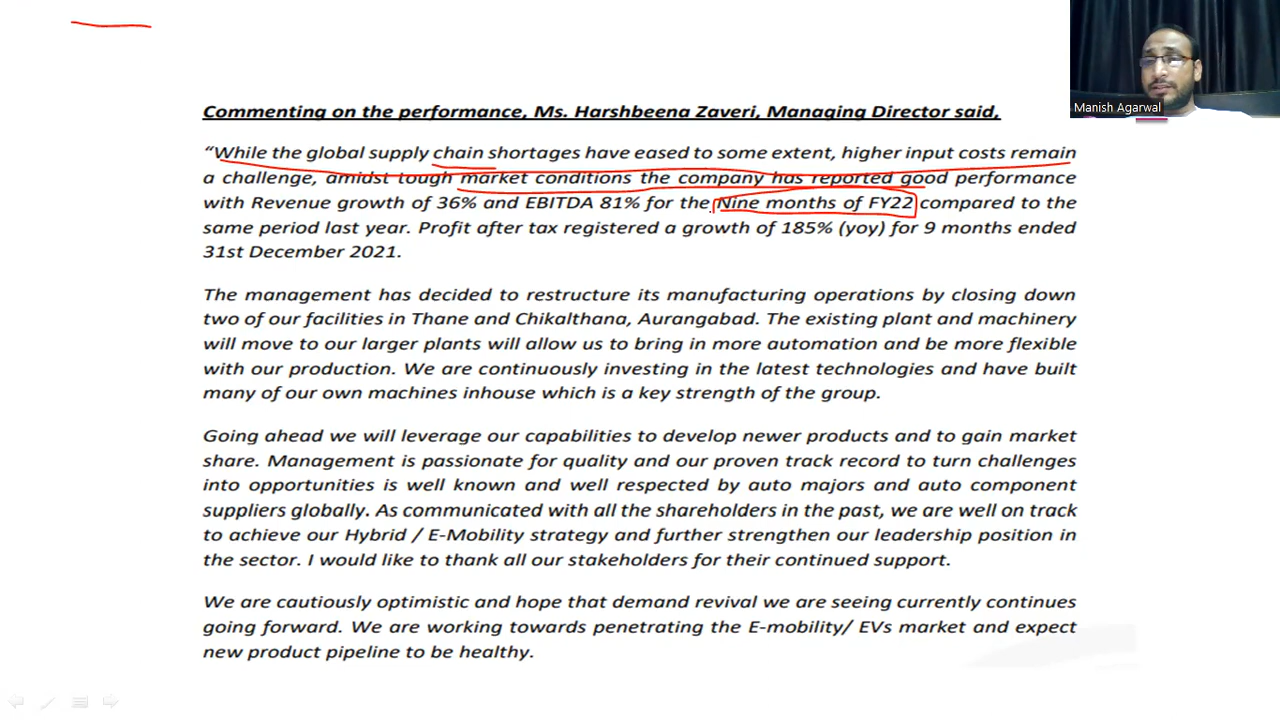 Manish Agarwal
Commenting on the performance, Ms. Harshbeena Zaveri, Managing Director said,
“While the global supply chain shortages have eased to some extent, higher input costs remain
a challenge, amidst tough market conditions the company has reported good performance
with Revenue growth of 36% and EBITDA 81% for the Nine months of FY22 compared to the
same period last year. Profit after tax registered a growth of 185% (yoy) for 9 months ended
31st December 2021.
The management has decided to restructure its manufacturing operations by closing down
two of our facilities in Thane and Chikalthana, Aurangabad. The existing plant and machinery
will move to our larger plants will allow us to bring in more automation and be more flexible
with our production. We are continuously investing in the latest technologies and have built
many of our own machines inhouse which is a key strength of the group.
Going ahead we will leverage our capabilities to develop newer products and to gain market
share. Management is passionate for quality and our proven track record to turn challenges
into opportunities is well known and well respected by auto majors and auto component
suppliers globally. As communicated with all the shareholders in the past, we are well on track
to achieve our Hybrid / E-Mobility strategy and further strengthen our leadership position in
the sector. I would like to thank all our stakeholders for their continued support.
We are cautiously optimistic and hope that demand revival we are seeing currently continues
going forward. We are working towards penetrating the E-mobility/ EVs market and expect
new product pipeline to be healthy.